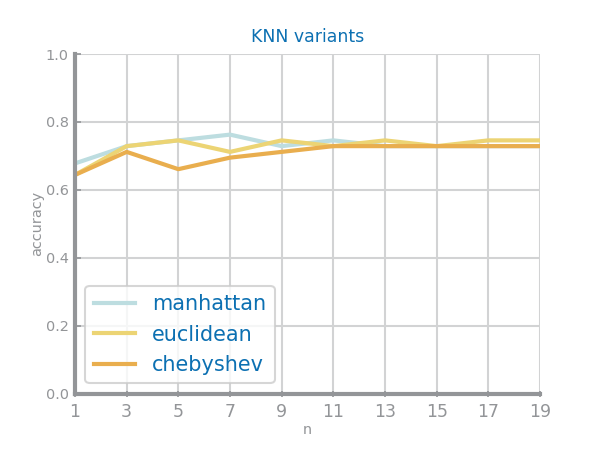 KNN variants
1.0
0.8
0.6
0.4
0.2
0.0
accuracy
manhattan
euclidean
chebyshev
1 3 5 7 9 11 13 15 17 19
n